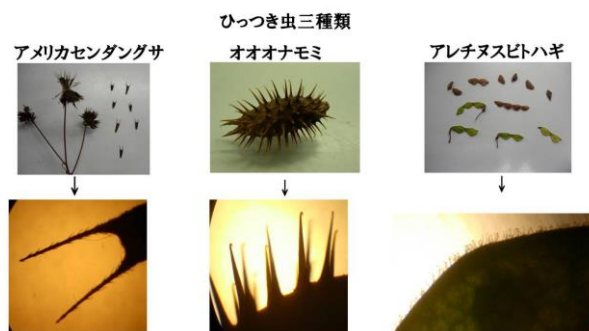 ひっつき虫三種類
アメリカセンダングサ
オオオナモミ
アレチヌスビトハギ